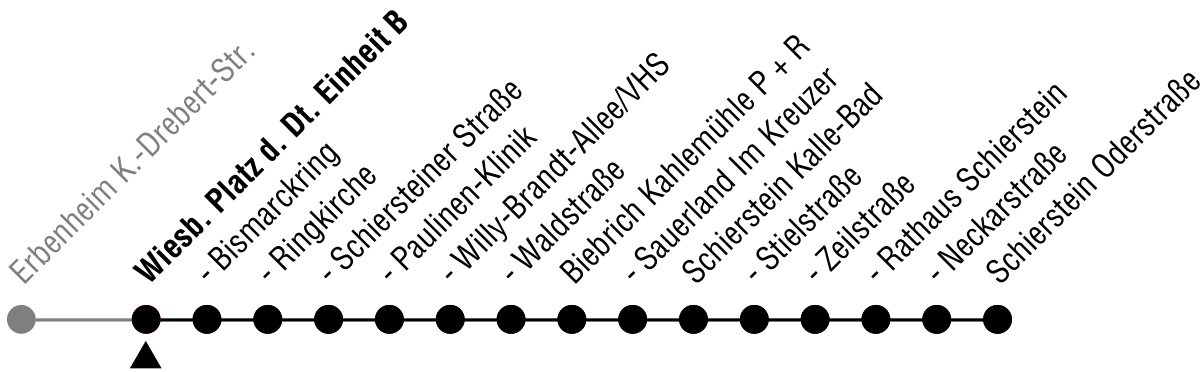 Erbenheim K.-Drebert-Str.
Wiesb. Platz d. Dt. Einheit B
- Bismarckring
- Ringkirche
- Schiersteiner Straße
- Paulinen-Klinik
- Willy-Brandt-Allee/VHS
- Waldstraße
Biebrich Kahlemühle P + R
- Sauerland Im Kreuzer
Schierstein Kalle-Bad
- Stielstraße
- Zeilstraße
- Rathaus Schierstein
- Neckarstraße
Schierstein Oderstraße